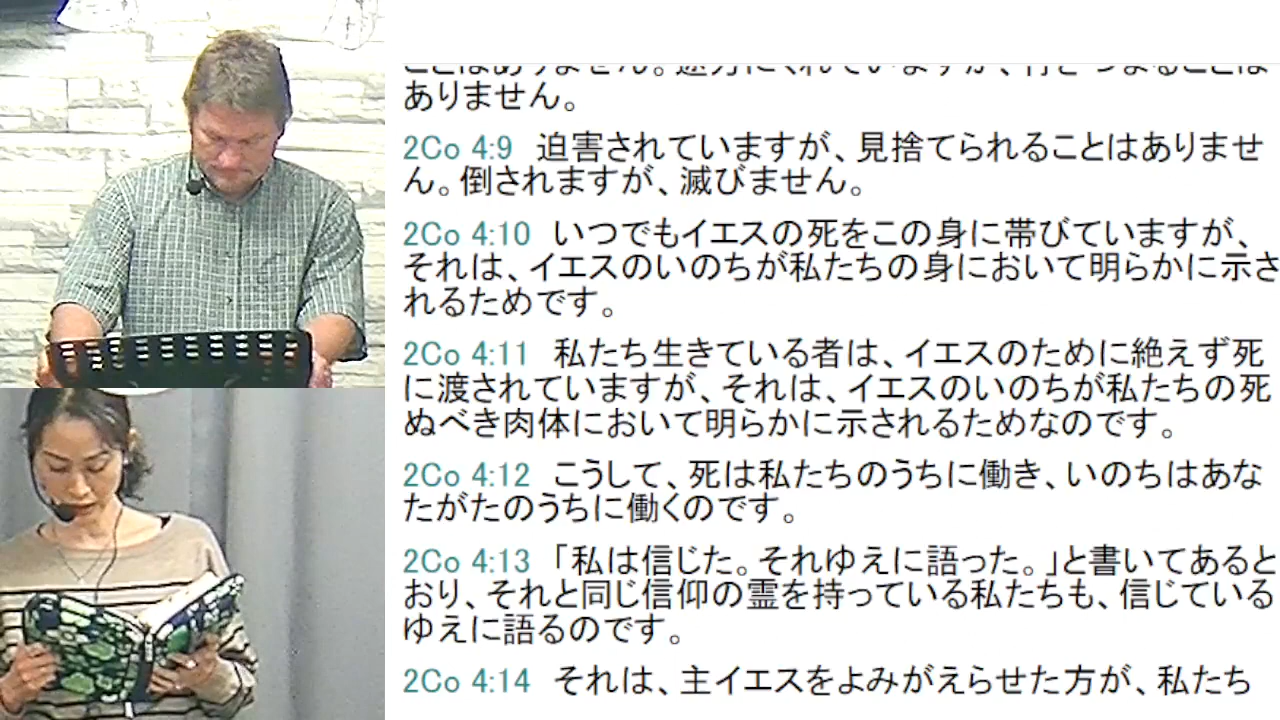 ありません。
2Co 4:9 迫害されていますが、見捨てられることはありませ
ん。倒されますが、滅びません。
2Co 4:10 いつでもイエスの死をこの身に帯びていますが、
それは、イエスのいのちが私たちの身において明らかに示さ
れるためです。
2Co 4:11 私たち生きている者は、イエスのために絶えず死
に渡されていますが、それは、イエスのいのちが私たちの死
ぬべき肉体において明らかに示されるためなのです。
2Co 4:12 こうして、死は私たちのうちに働き、いのちはあな
たがたのうちに働くのです。
2Co 4:13 「私は信じた。それゆえに語った。」と書いてあると
おり、それと同じ信仰の霊を持っている私たちも、信じている
ゆえに語るのです。
2Co 4:14 それは、主イエスをよみがえらせた方が、私たち